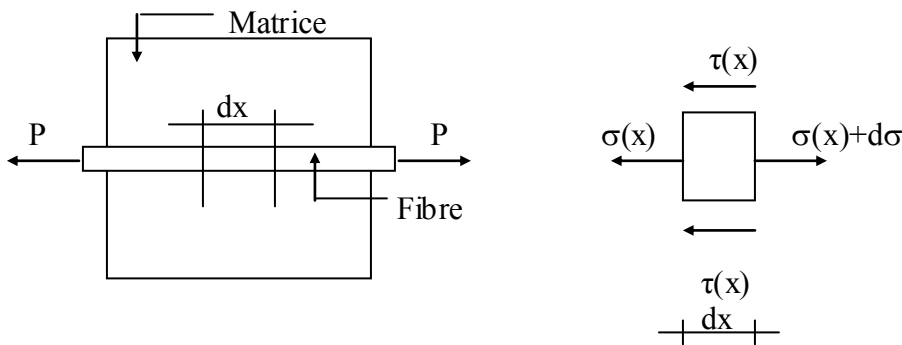 Matrice
dx
P
P
Fibre
τ(x)
σ(x)
σ(x)+dσ
τ(x)
dx